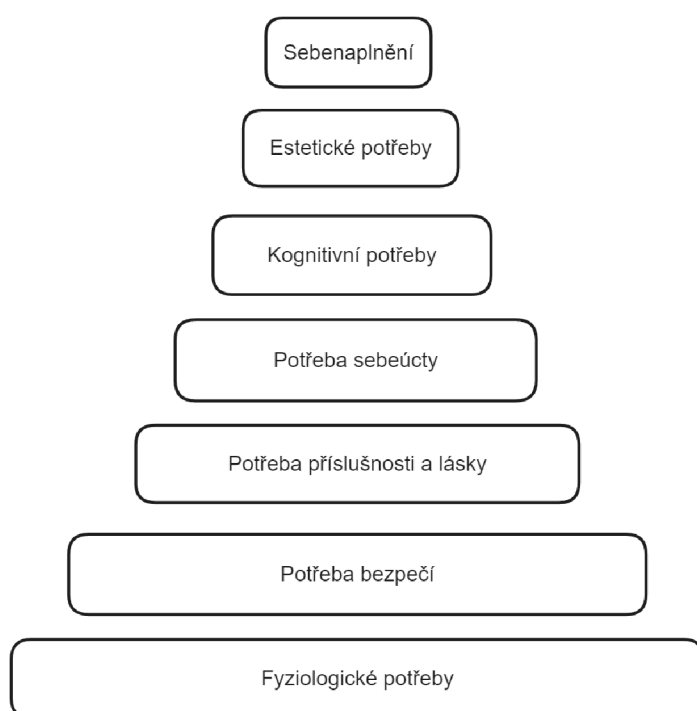 Sebenaplnění
Estetické potřeby
Kognitivní potřeby
Potřeba sebeúcty
Potřeba příslušnosti a lásky
Potřeba bezpečí
Fyziologické potřeby